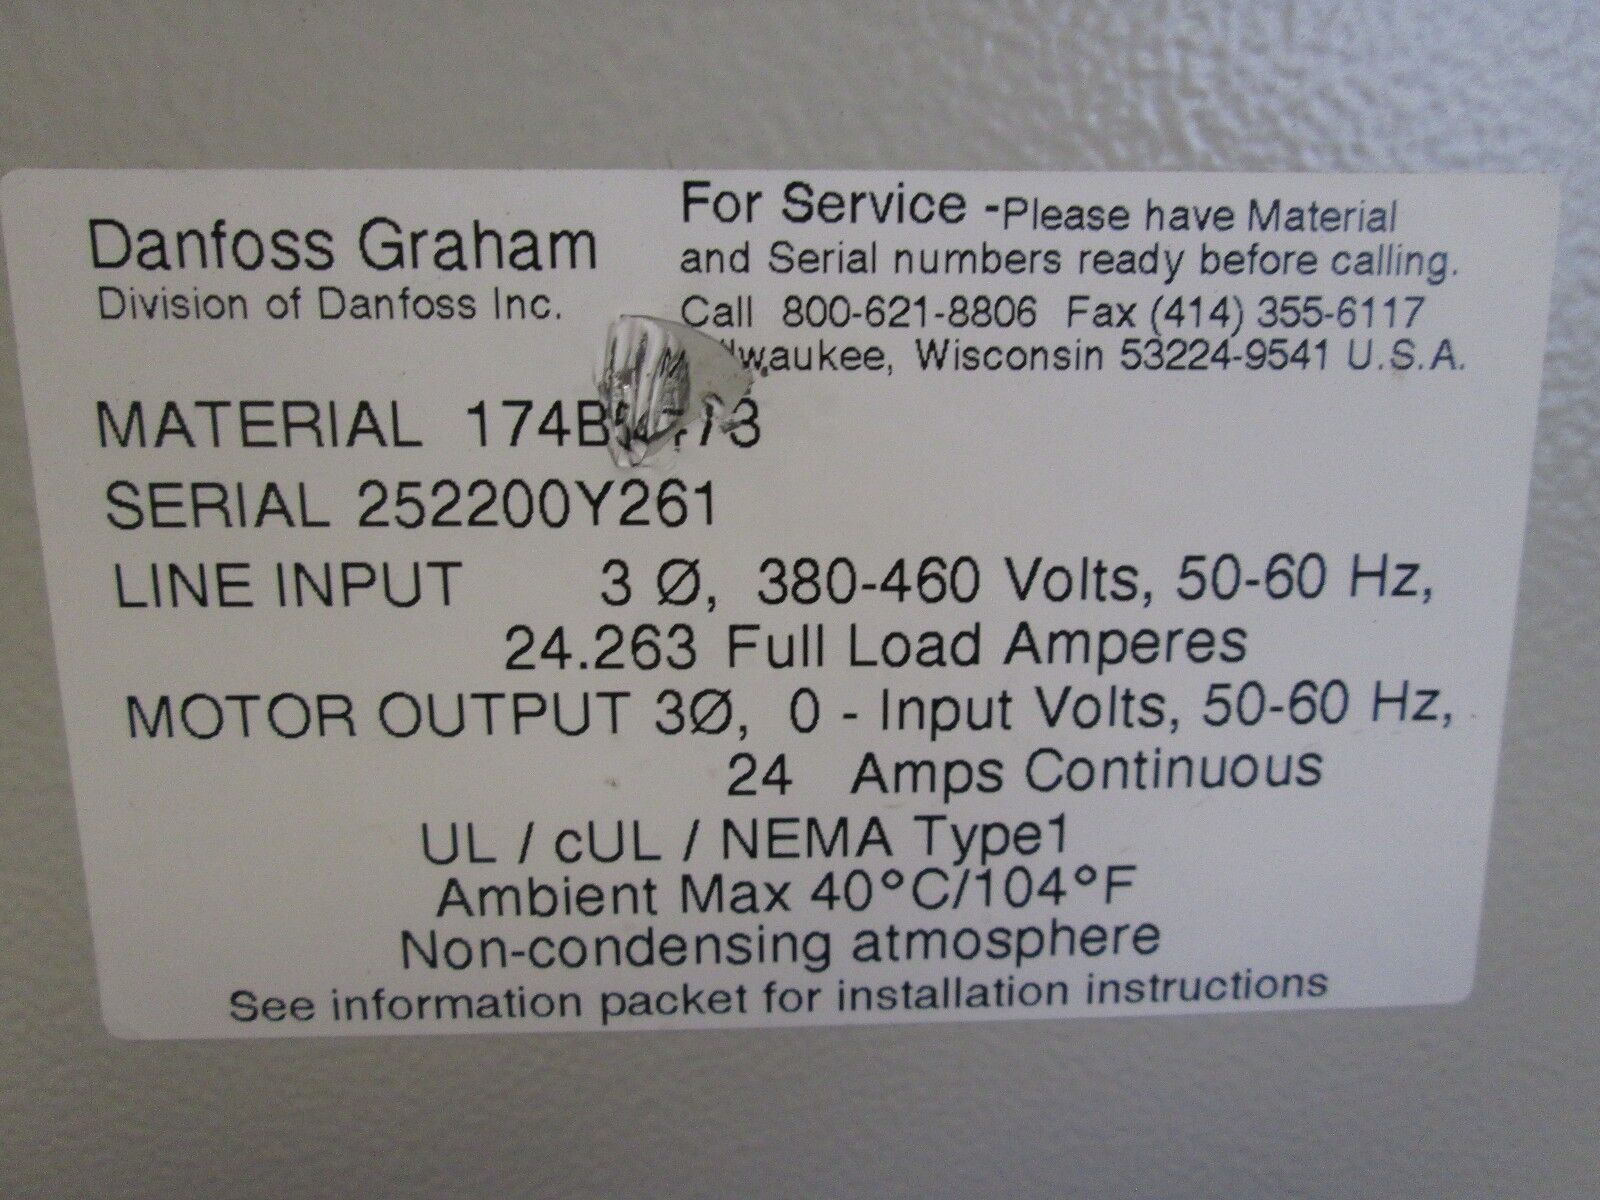 Danfoss Graham
Division of Danfoss Inc.
For Service -Please have Material
and Serial numbers ready before calling.
Call 800-621-8806 Fax (414) 355-6117
Wisconsin 53224-9541 U.S.A.
MATERIAL
SERIAL 252200Y261
LINE INPUT 3 Ø, 380-460 Volts, 50-60 Hz,
24.263 Full Load Amperes
MOTOR OUTPUT 3Ø, 0 - Input Volts, 50-60 Hz,
24 Amps Continuous
UL / cUL / NEMA Type1
Ambient Max 40°C/104°F
Non-condensing atmosphere
See information packet for installation instructions